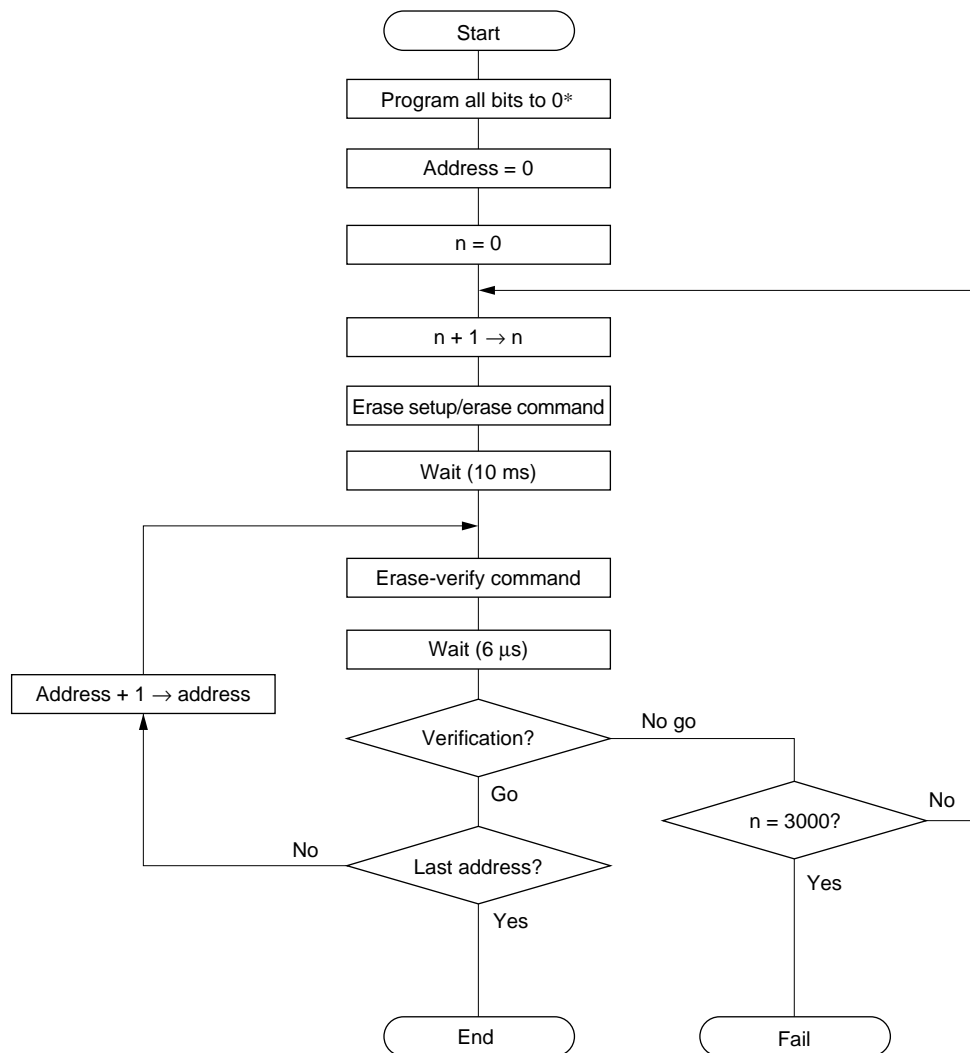 Start
Program all bits to 0*
Address = 0
n = 0
n + 1 → n
Erase setup/erase command
Wait (10 ms)
Erase-verify command
Wait (6 μs)
Address + 1 → address
Verification?
No go
Go
n = 3000?
No
No
Last address?
Yes
Yes
End
Fail